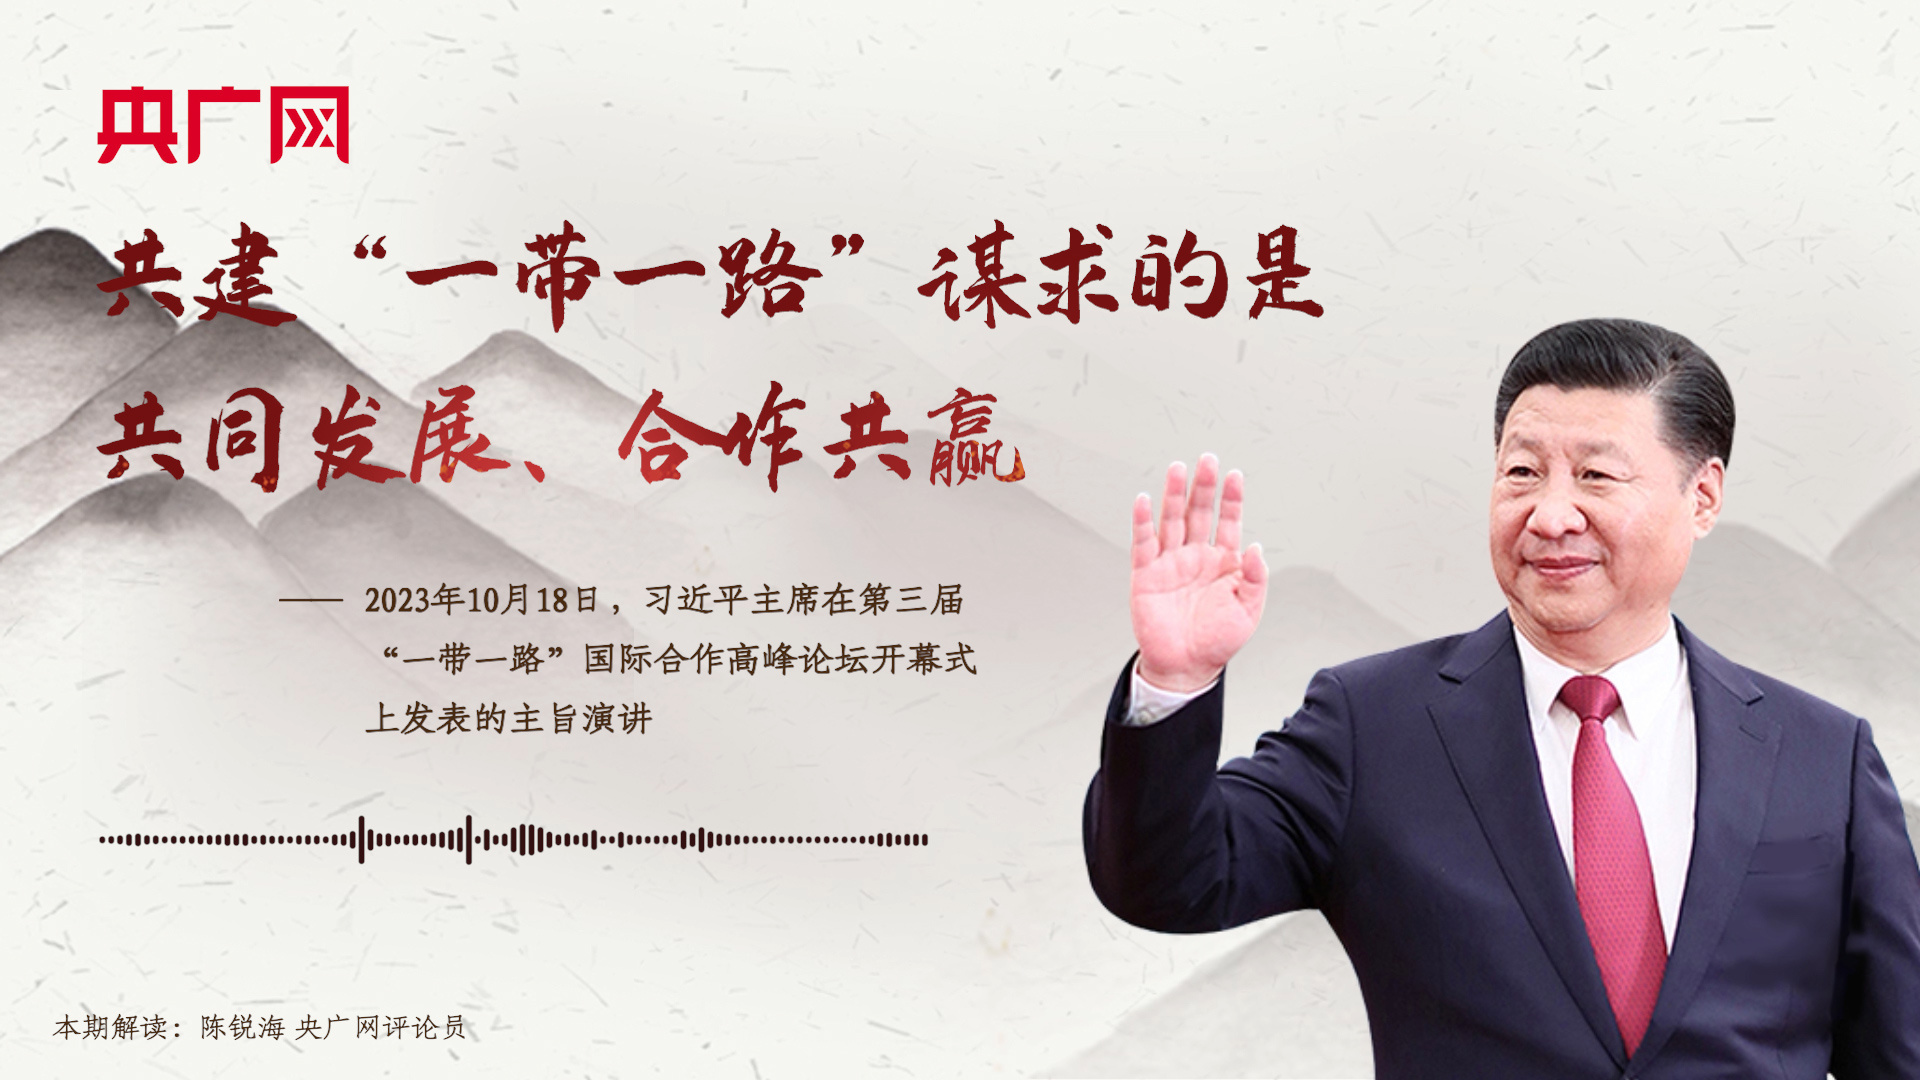 央广网
共建“一带一路”谋求的是
共同发展、合作共赢
—— 2023年10月18日，习近平主席在第三届
“一带一路”国际合作高峰论坛开幕式
上发表的主旨演讲
本期解读：陈锐海 央广网评论员